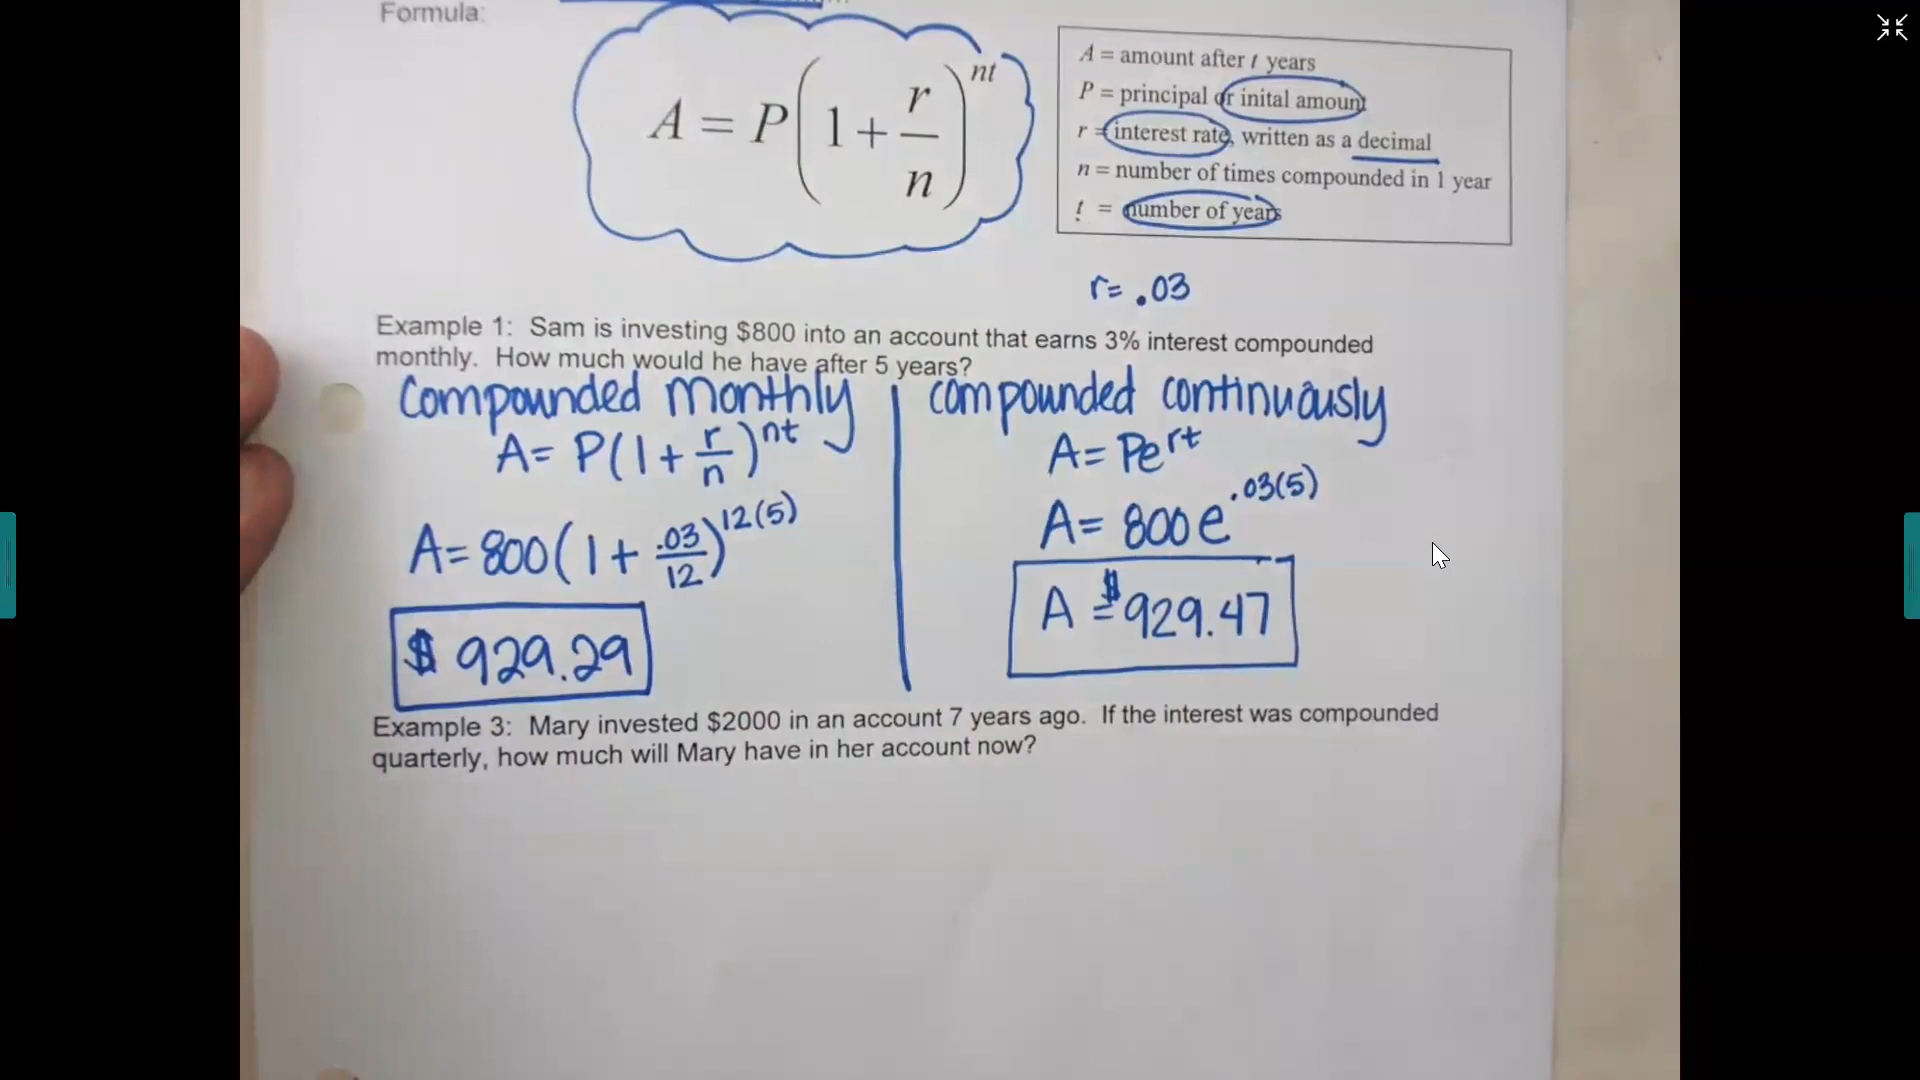 Formula:
A = P(1 + r/n)^nt
A = amount after t years
P = principal or inital amount
r = interest rate, written as a decimal
n = number of times compounded in 1 year
t = number of years
r = .03
Example 1: Sam is investing $800 into an account that earns 3% interest compounded
monthly. How much would he have after 5 years?
Compounded monthly
A = P(1 + r/n)^nt
A = 800(1 + .03/12)^12(5)
$ 929.29
compounded continuously
A = Pe^rt
A = 800e^.03(5)
A = $929.47
Example 3: Mary invested $2000 in an account 7 years ago. If the interest was compounded
quarterly, how much will Mary have in her account now?